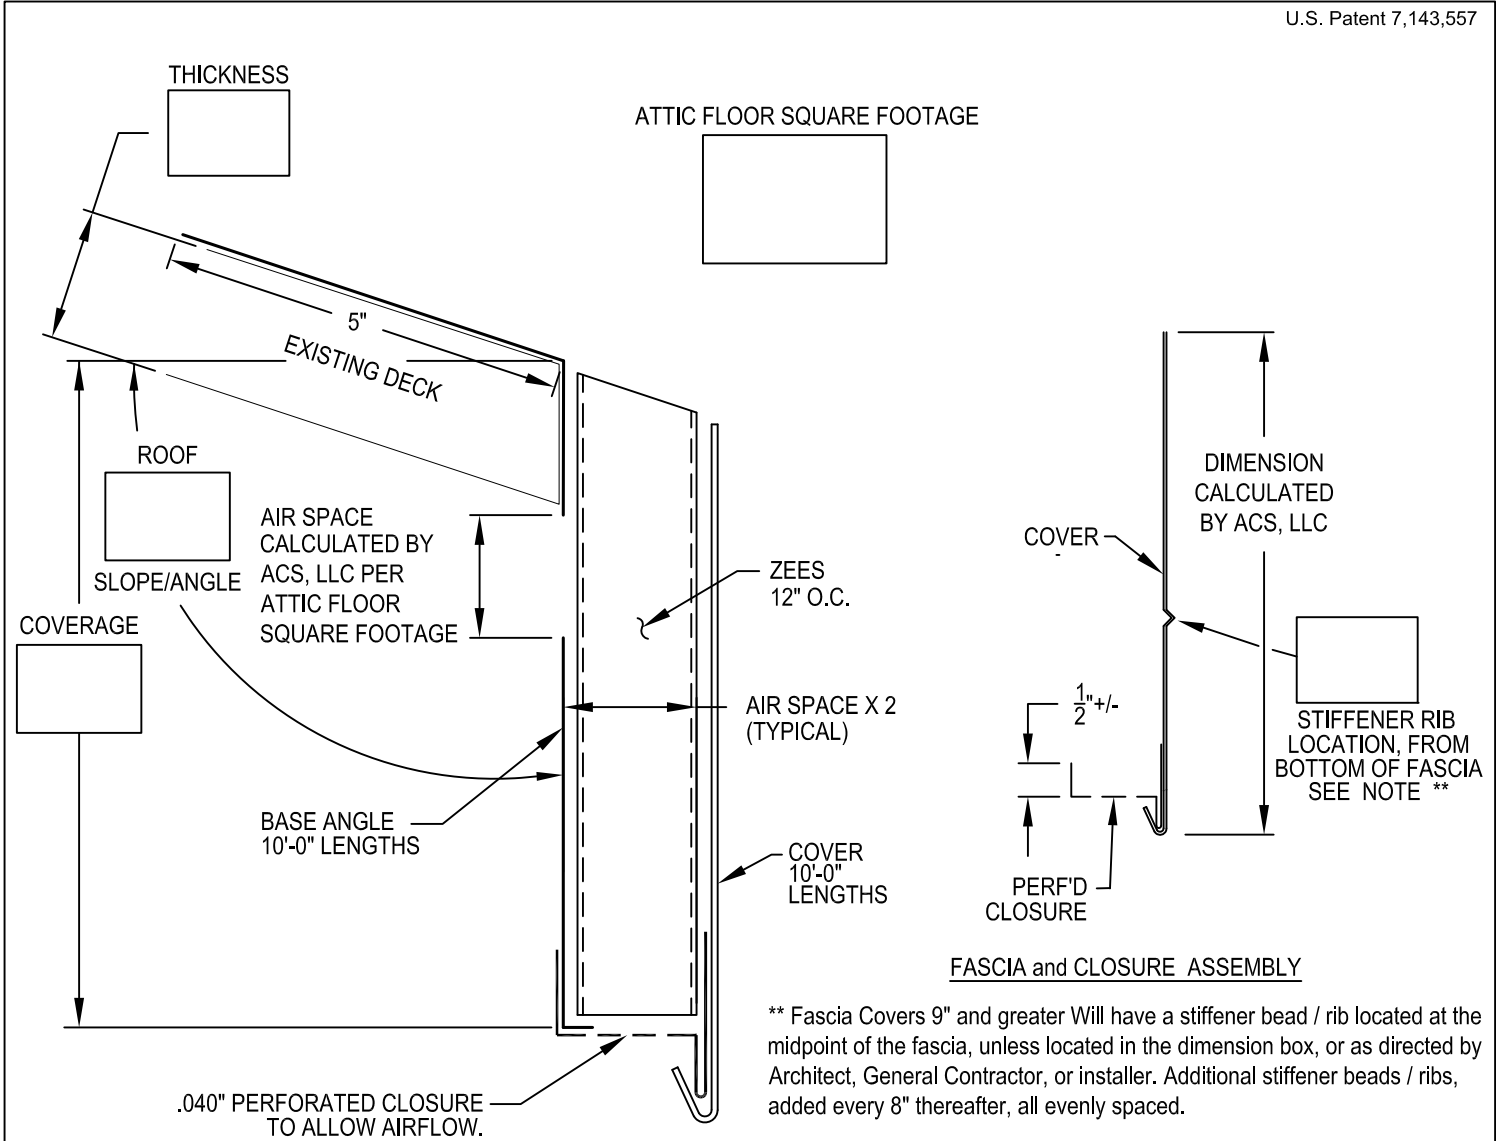 U.S. Patent 7,143,557
THICKNESS
ATTIC FLOOR SQUARE FOOTAGE
5"
EXISTING DECK
ROOF
SLOPE/ANGLE
COVERAGE
AIR SPACE
CALCULATED BY
ACS, LLC PER
ATTIC FLOOR
SQUARE FOOTAGE
ZEES
12" O.C.
AIR SPACE X 2
(TYPICAL)
BASE ANGLE
10'-0" LENGTHS
COVER
10'-0"
LENGTHS
.040" PERFORATED CLOSURE
TO ALLOW AIRFLOW.
DIMENSION
CALCULATED
BY ACS, LLC
COVER
-
1/2"+/-
STIFFENER RIB
LOCATION, FROM
BOTTOM OF FASCIA
SEE NOTE **
PERF'D
CLOSURE
FASCIA and CLOSURE ASSEMBLY
** Fascia Covers 9" and greater Will have a stiffener bead / rib located at the
midpoint of the fascia, unless located in the dimension box, or as directed by
Architect, General Contractor, or installer. Additional stiffener beads / ribs,
added every 8" thereafter, all evenly spaced.